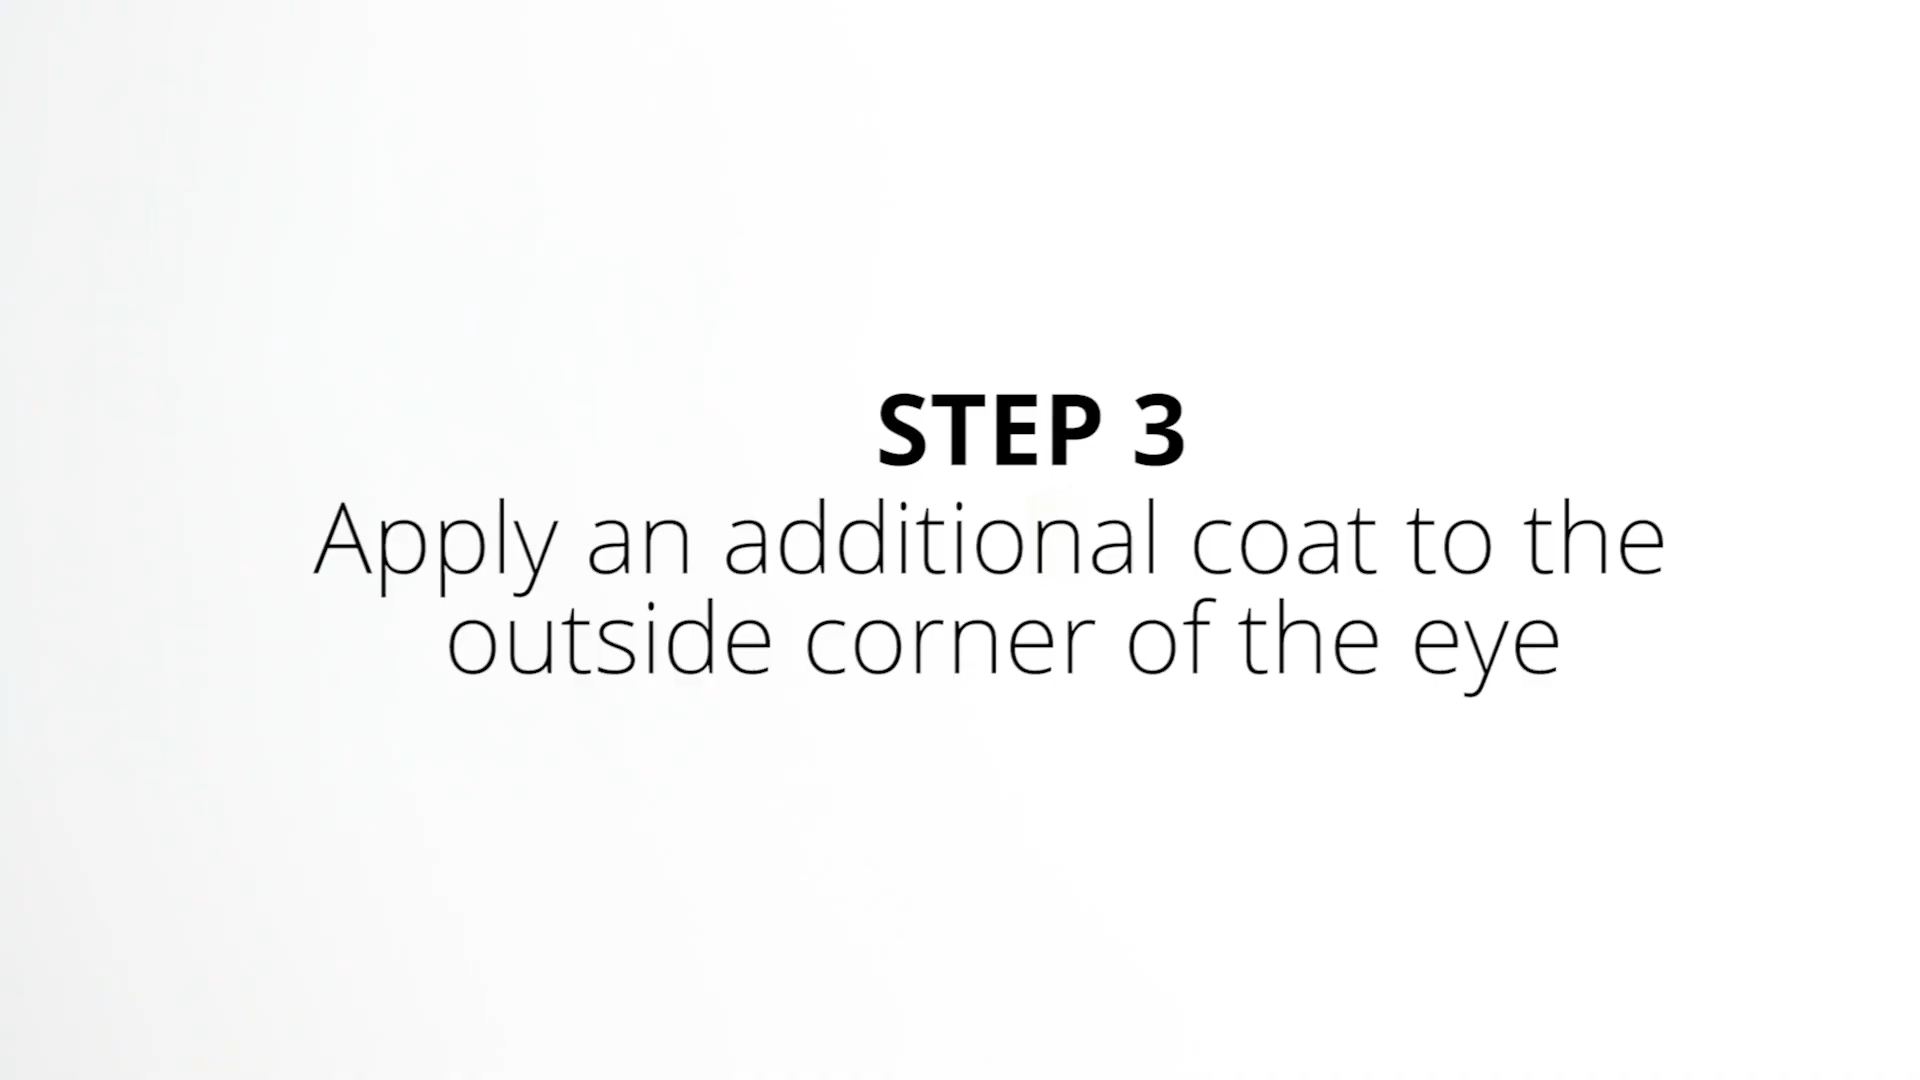 STEP 3
Apply an additional coat to the
outside corner of the eye